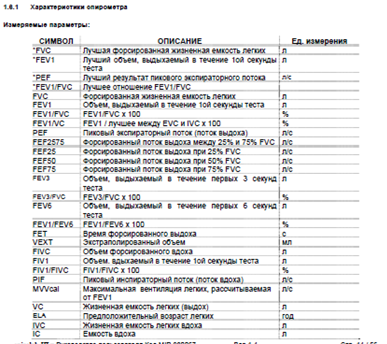 1.6.1 Характеристики спирометра
Измеряемые параметры:
СИМВОЛ ОПИСАНИЕ Ед. измерения
*FVC Лучшая форсированная жизненная емкость легких л
*FEV1 Лучший объем, выдыхаемый в течение 1ой секунды л
теста
*PEF Лучший результат пикового экспираторного потока л/с
*FEV1/FVC Лучшее отношение FEV1/FVC
FVC Форсированная жизненная емкость легких л
FEV1 Объем, выдыхаемый в течение 1ой секунды теста л
FEV1/FVC FEV1/FVC x 100 %
FEV1/VC FEV1 / лучшее между EVC и IVC x 100 %
PEF Пиковый экспираторный поток (поток выдоха) л/с
FEF2575 Форсированный поток выдоха между 25% и 75% FVC л/с
FEF25 Форсированный поток выдоха при 25% FVC л/с
FEF50 Форсированный поток выдоха при 50% FVC л/с
FEF75 Форсированный поток выдоха при 75% FVC л/с
FEV3 Объем, выдыхаемый в течение первых 3 секунд л
теста
FEV3/FVC FEV3/FVC x 100 %
FEV6 Объем, выдыхаемый в течение первых 6 секунд л
теста
FEV1/FEV6 FEV1/FEV6 x 100 %
FET Время форсированного выдоха с
VEXT Экстраполированный объем мл
FIVC Форсированный объем вдоха л
FIV1 Объем. вдыхаемый в течение 1ой секунды теста л
FIV1/FIVC FIV1/FIVC x 100 %
PIF Пиковый инспираторный поток (поток вдоха) л/с
MVVcal Максимальная вентиляция легких, рассчитываемая л/с
от FEV1
VC Жизненная емкость легких (выдох) л
ELA Предположительный возраст легких год
IVC Жизненная емкость легких вдоха л
IC Емкость вдоха л